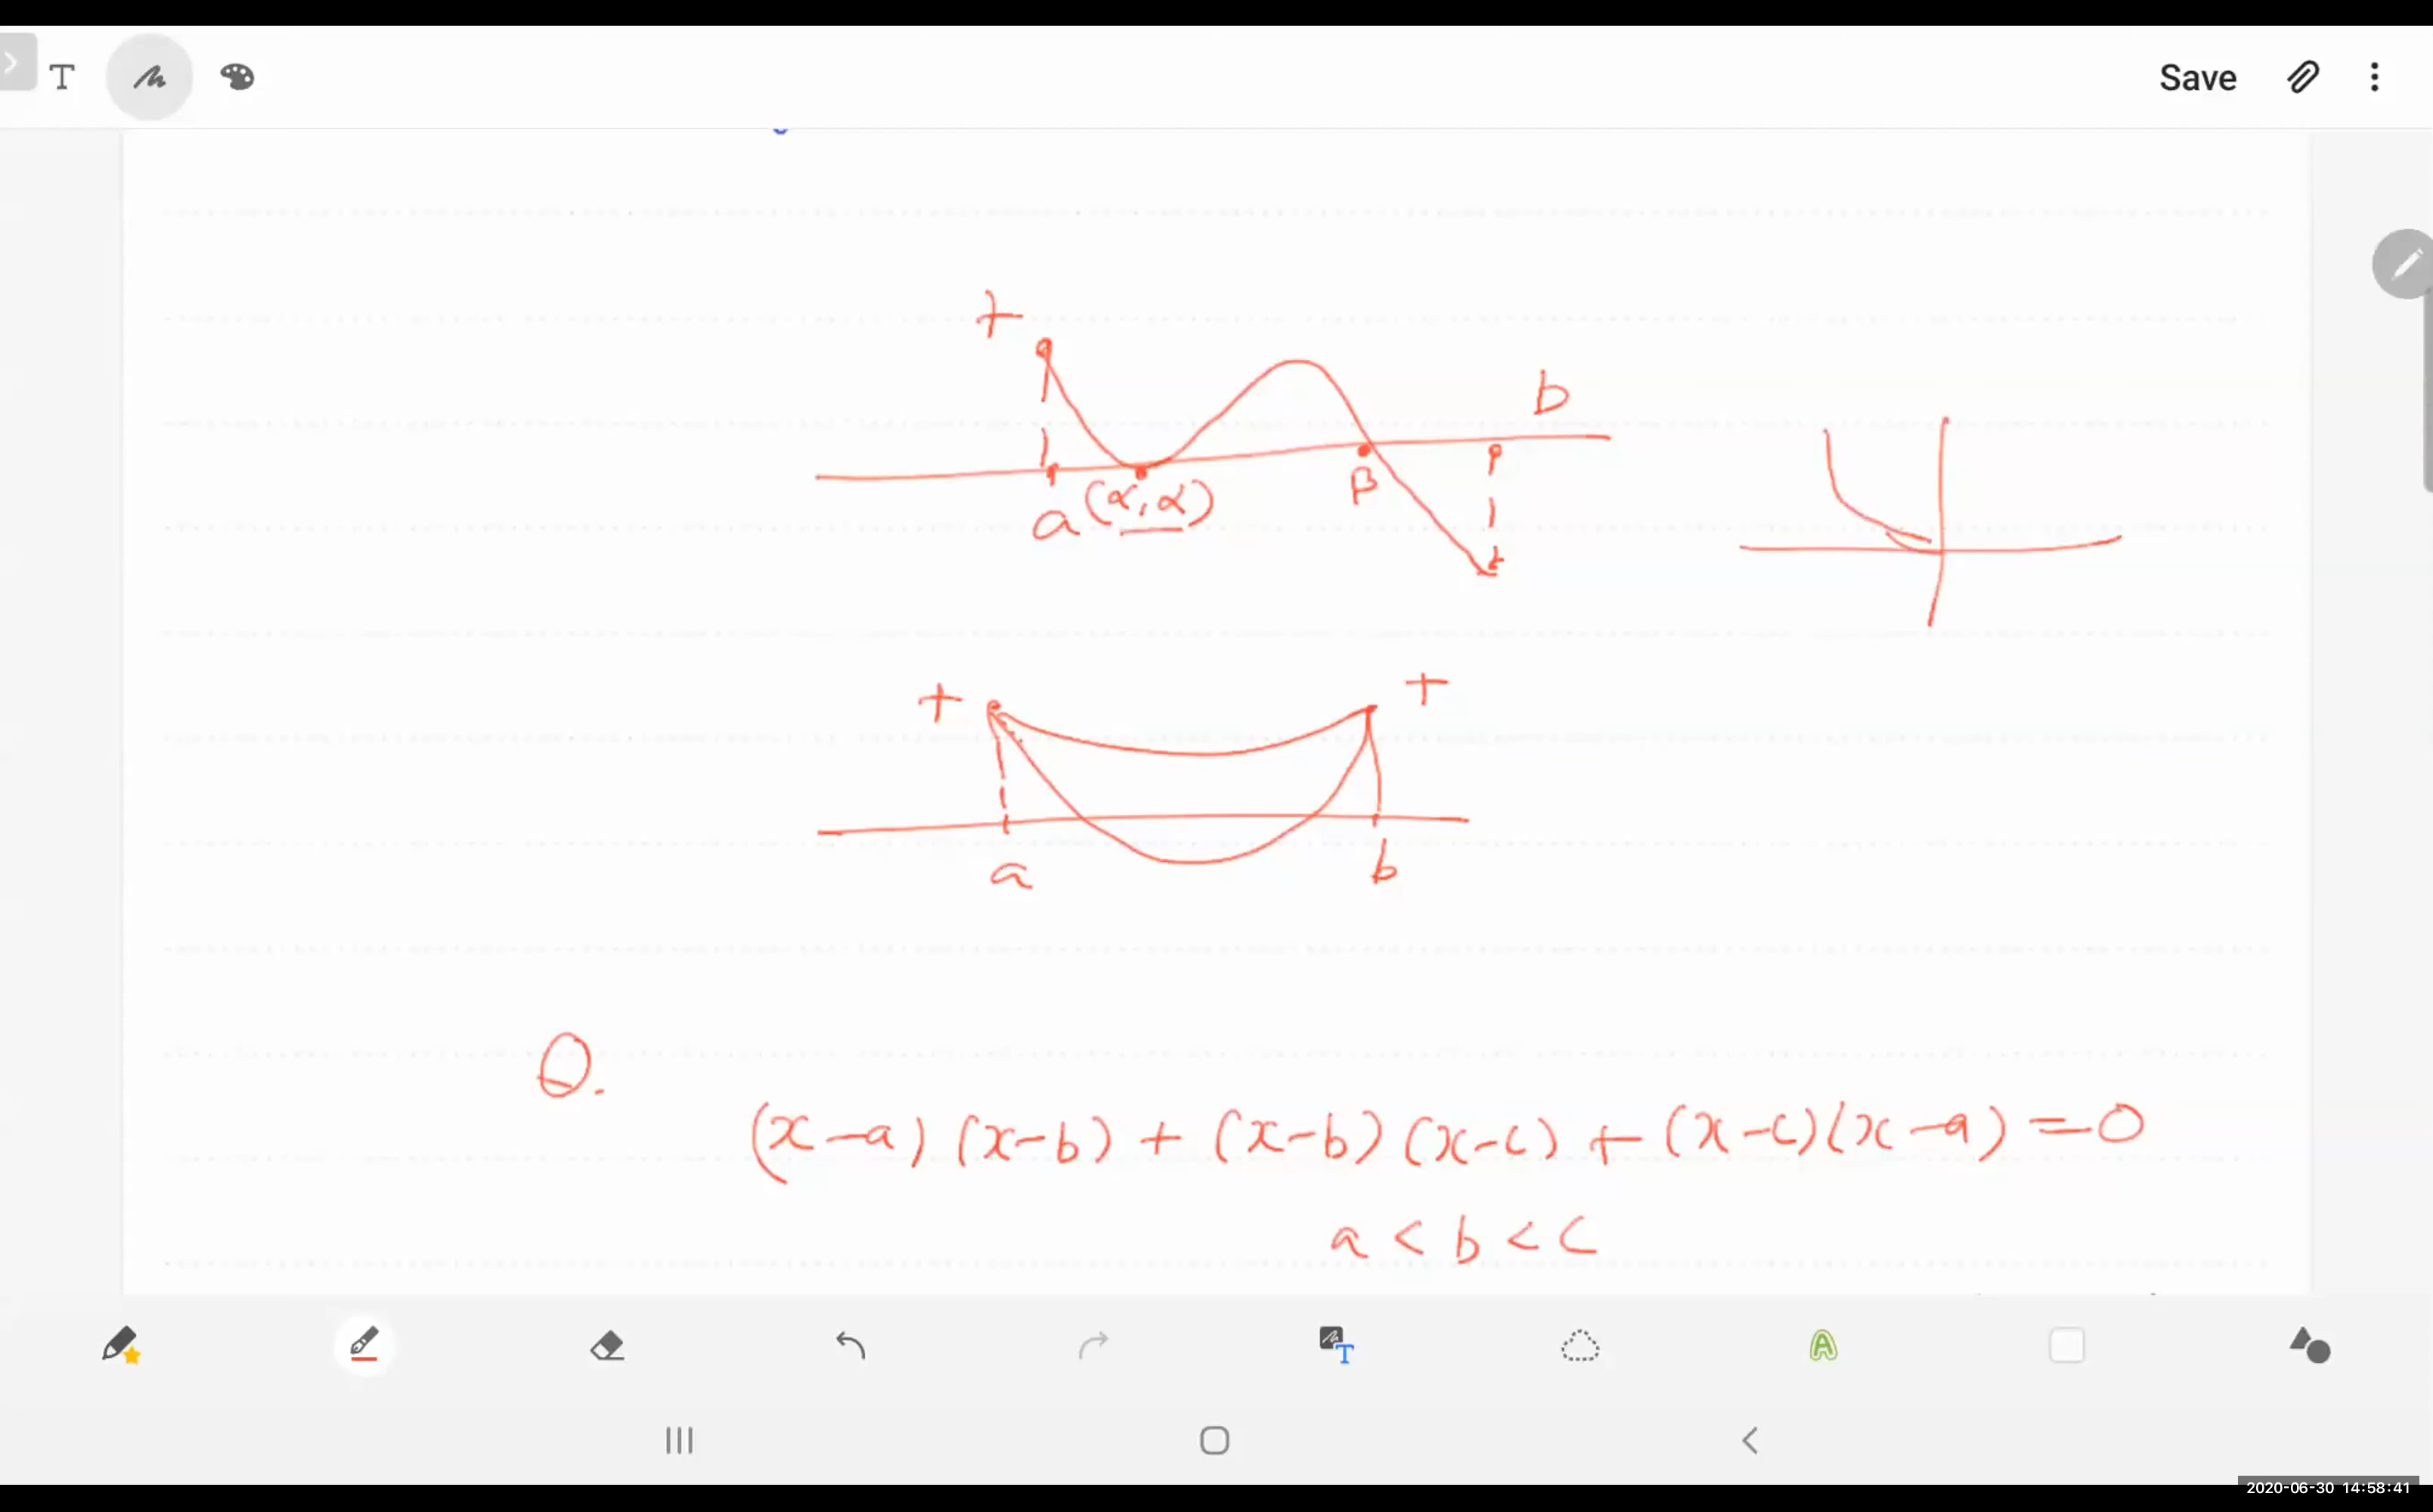 T Save
+
b
a (α, α) β
+ +
a b
Q.
(x-a) (x-b) + (x-b) (x-c) + (x-c)(x-a) = 0
a < b < c
T A
2020-06-30 14:58:41